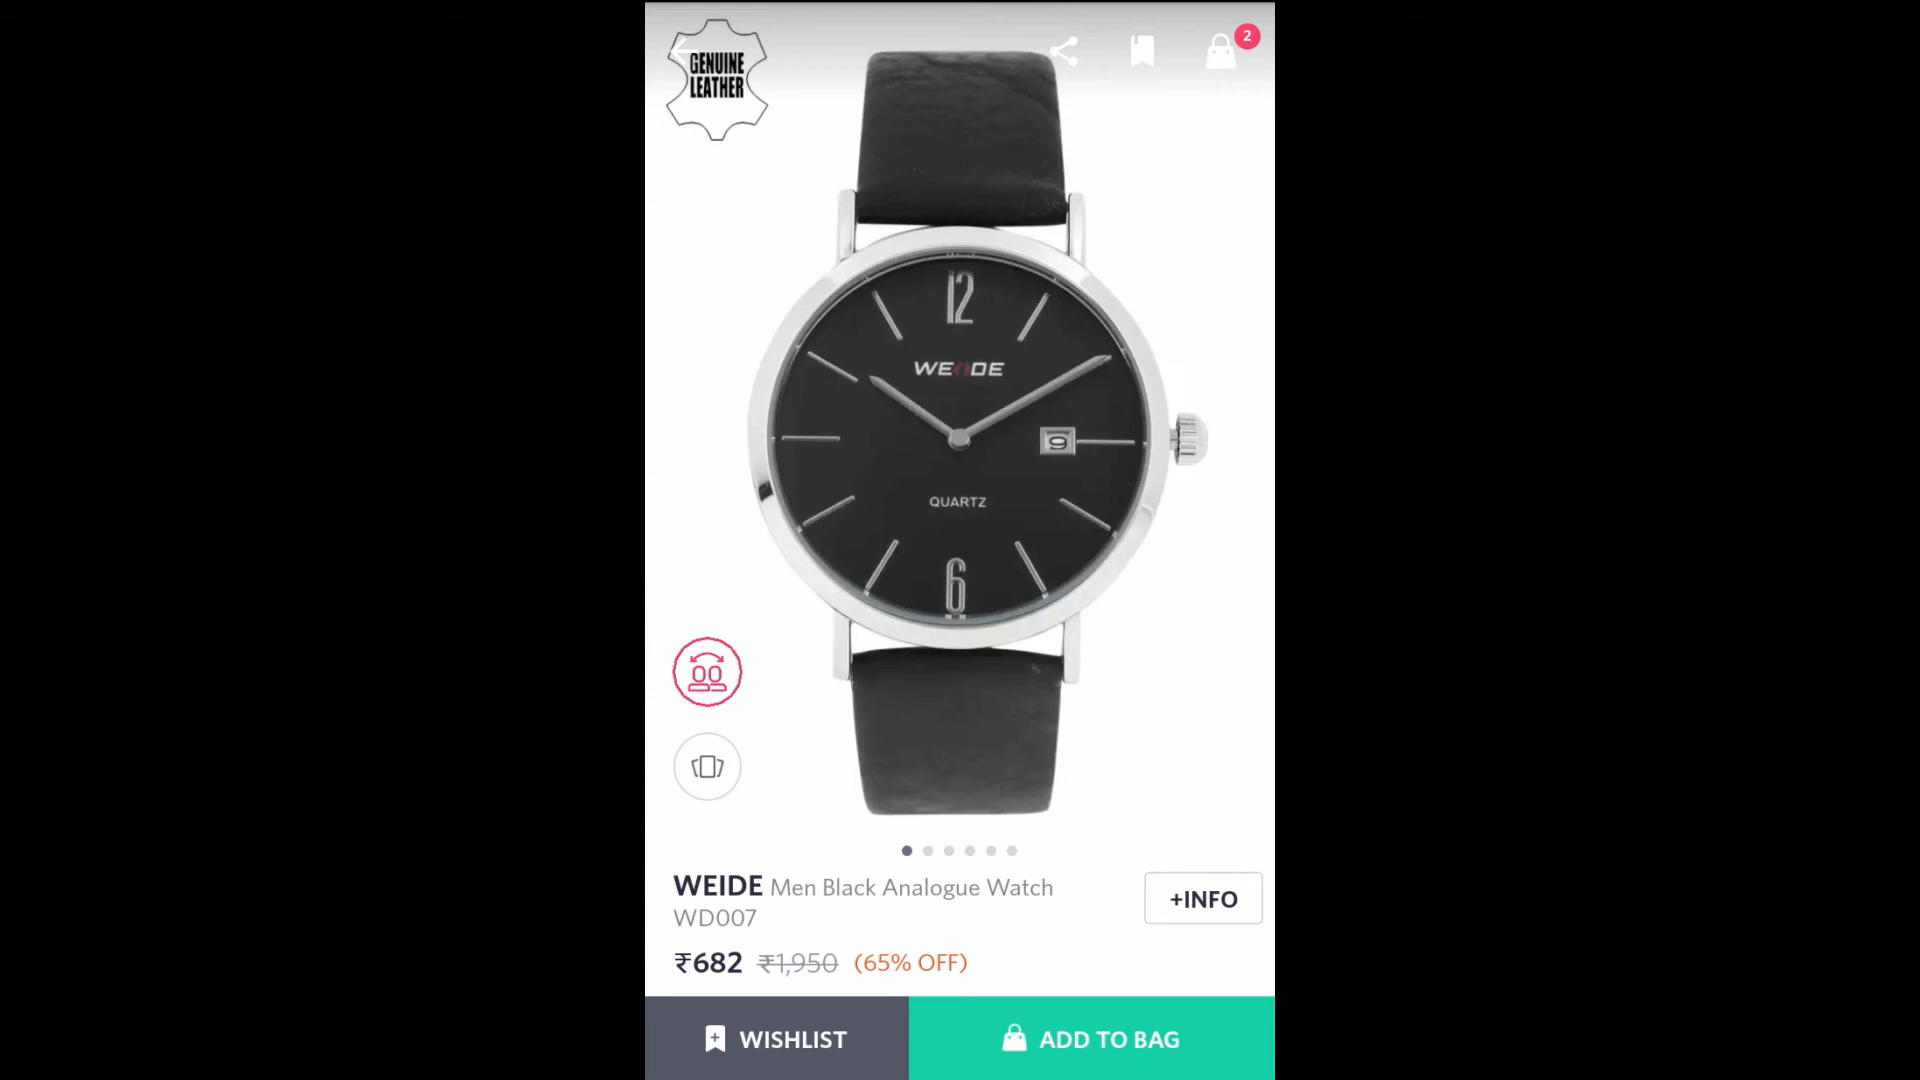 GENUINE
LEATHER
2
12
WEIDE
9
QUARTZ
6
WEIDE Men Black Analogue Watch
WD007
+INFO
₹682 ₹1,950 (65% OFF)
WISHLIST
ADD TO BAG